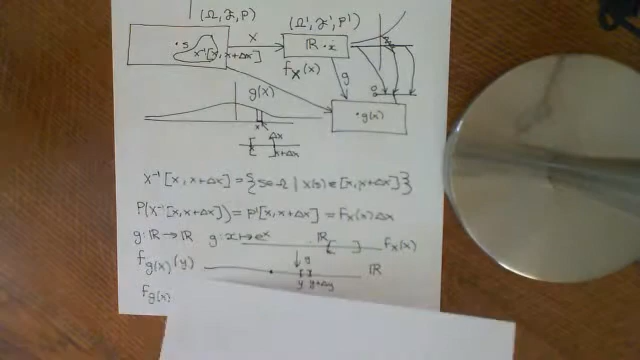 (Ω, F, P) (Ω', F', P')
·s X⁻¹[x, x+Δx] X ℝ ·x
f_X(x) g
g(x) ·g(x)
x Δx
x+Δx
X⁻¹[x, x+Δx] = {s∈Ω | X(s) ∈ [x, x+Δx]}
P(X⁻¹[x, x+Δx]) = P'[x, x+Δx] = f_X(x) Δx
g: ℝ → ℝ g: x ↦ eˣ ℝ f_X(x)
f_g(x) (y) g ℝ
y y+Δy
f_g(x)